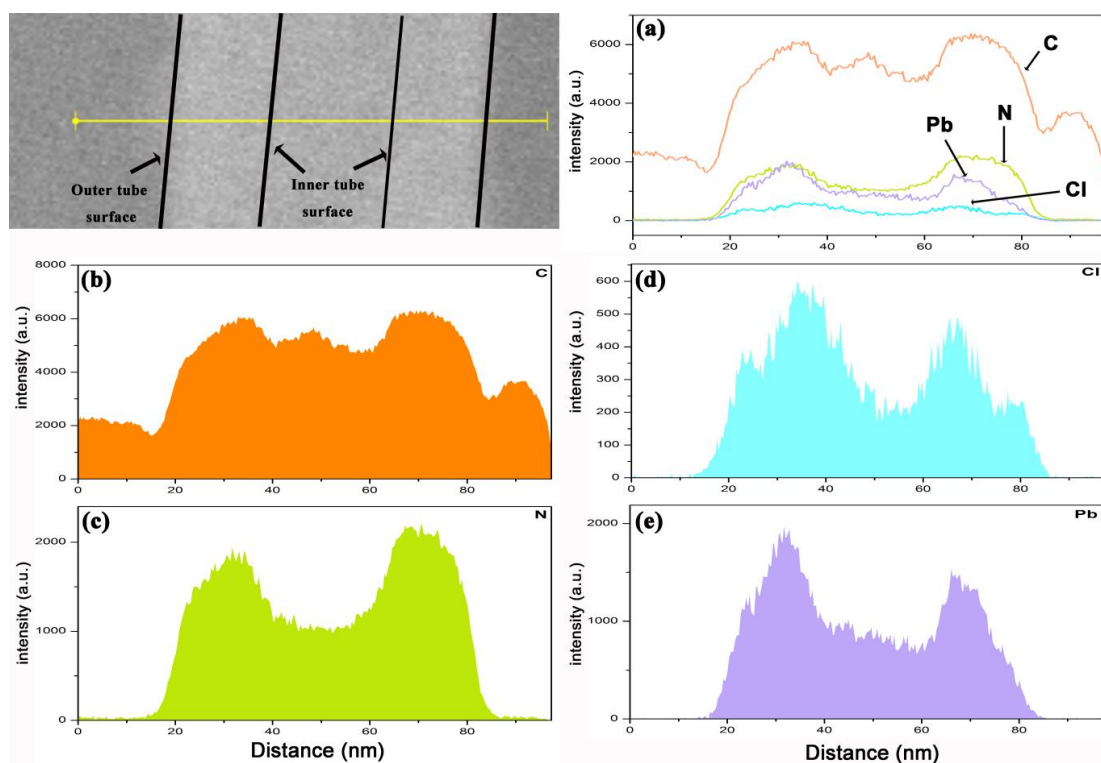 Outer tube
surface
Inner tube
surface
(a)
C
N
Pb
Cl
intensity (a.u.)
6000
4000
2000
0
0 20 40 60 80
(b)
C
intensity (a.u.)
8000
6000
4000
2000
0
0 20 40 60 80
(d)
Cl
intensity (a.u.)
600
500
400
300
200
100
0
0 20 40 60 80
(c)
N
intensity (a.u.)
2000
1000
0
0 20 40 60 80
Distance (nm)
(e)
Pb
intensity (a.u.)
2000
1000
0
0 20 40 60 80
Distance (nm)